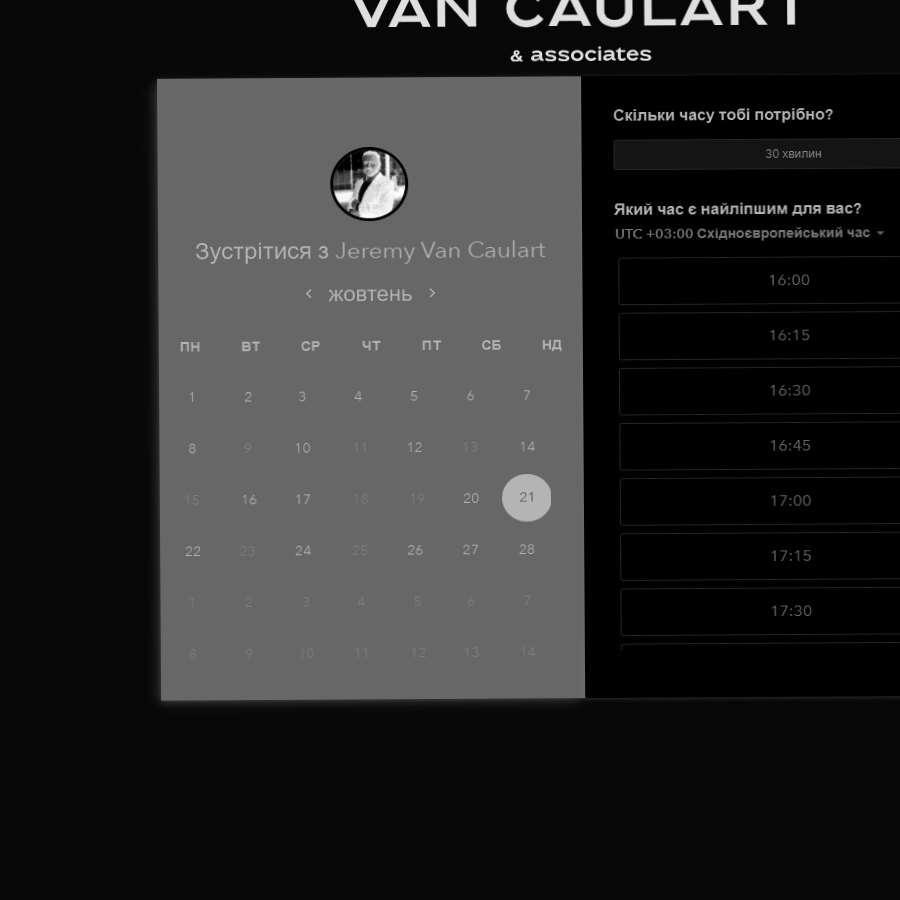 VAN CAULART
& associates
Зустрітися з Jeremy Van Caulart
жовтень
ПН ВТ СР ЧТ ПТ СБ НД
1 2 3 4 5 6 7
8 9 10 11 12 13 14
15 16 17 18 19 20 21
22 23 24 25 26 27 28
1 2 3 4 5 6 7
8 9 10 11 12 13 14
Скільки часу тобі потрібно?
30 хвилин
Який час є найліпшим для вас?
UTC +03:00 Східноєвропейський час
16:00
16:15
16:30
16:45
17:00
17:15
17:30